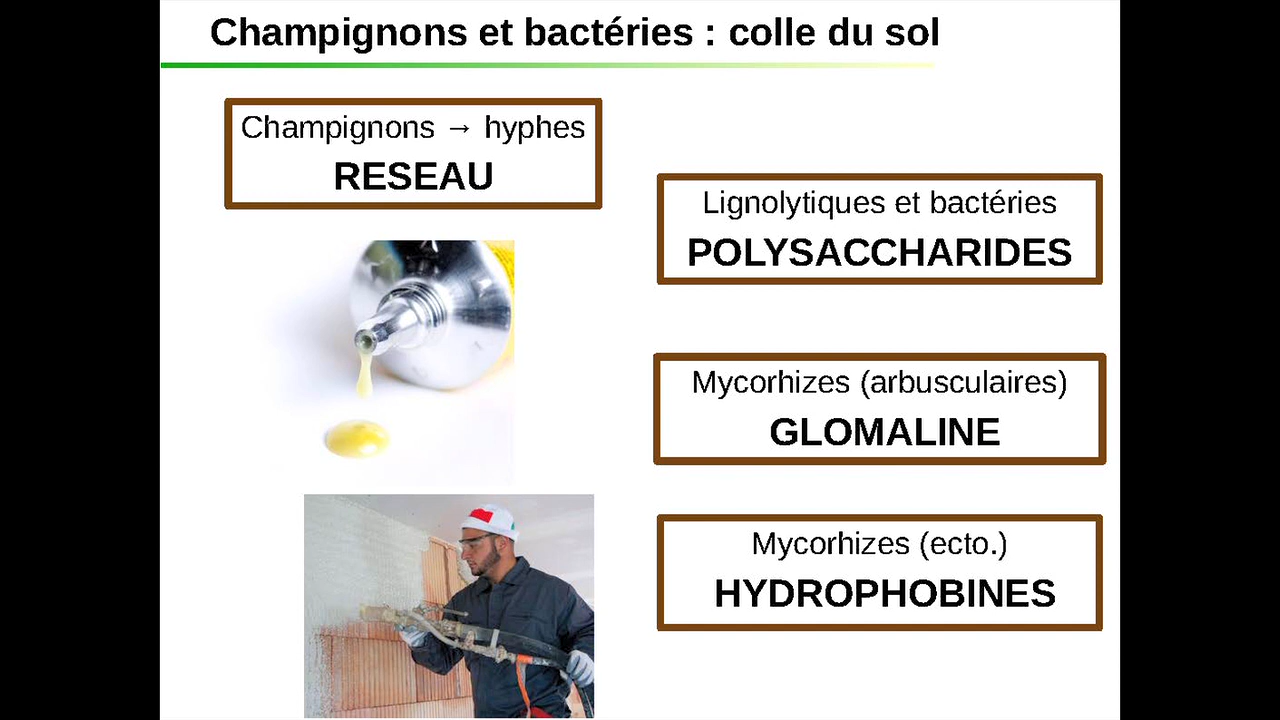 Champignons et bactéries : colle du sol
Champignons → hyphes
RESEAU
Lignolytiques et bactéries
POLYSACCHARIDES
Mycorhizes (arbusculaires)
GLOMALINE
Mycorhizes (ecto.)
HYDROPHOBINES